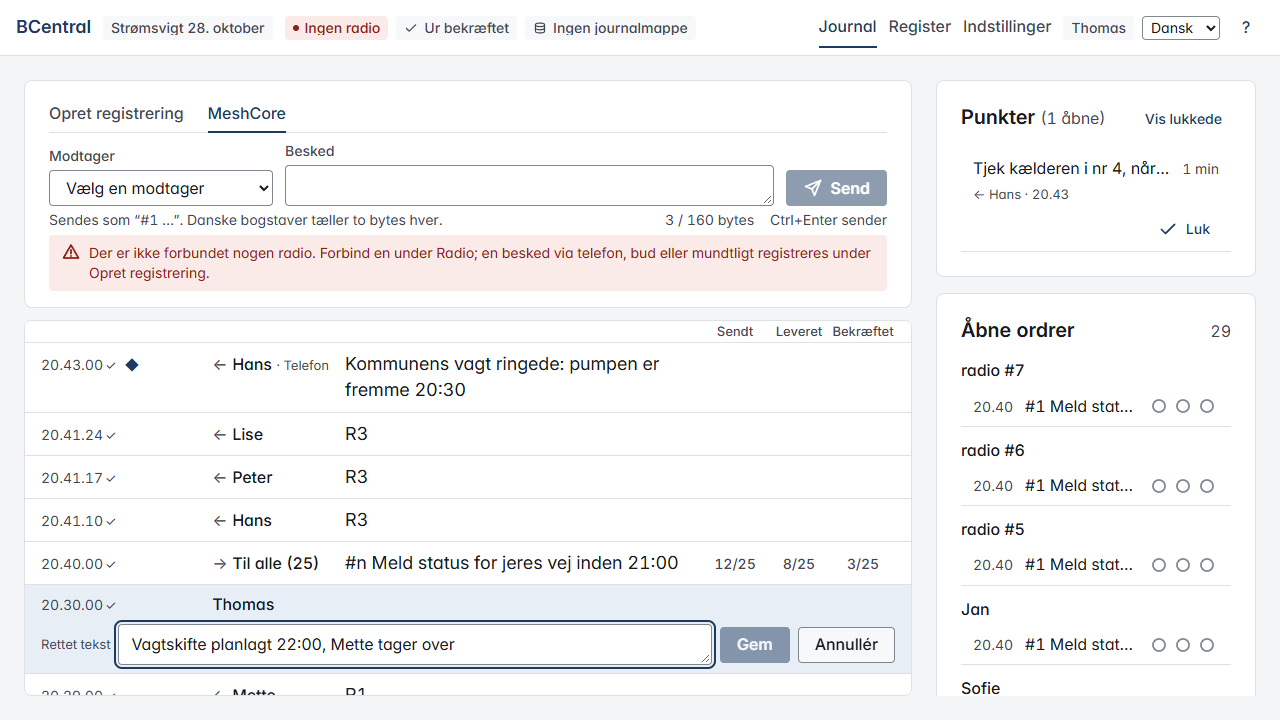 BCentral
Strømsvigt 28. oktober
Ingen radio
Ur bekræftet
Ingen journalmappe
Journal
Register
Indstillinger
Thomas
Dansk
?
Opret registrering
MeshCore
Modtager
Besked
Vælg en modtager
Send
Sendes som “#1 …”. Danske bogstaver tæller to bytes hver.
3 / 160 bytes
Ctrl+Enter sender
Der er ikke forbundet nogen radio. Forbind en under Radio; en besked via telefon, bud eller mundtligt registreres under
Opret registrering.
Sendt
Leveret
Bekræftet
20.43.00
← Hans · Telefon
Kommunens vagt ringede: pumpen er
fremme 20:30
20.41.24
← Lise
R3
20.41.17
← Peter
R3
20.41.10
← Hans
R3
20.40.00
→ Til alle (25)
#n Meld status for jeres vej inden 21:00
12/25
8/25
3/25
20.30.00
Thomas
Rettet tekst
Vagtskifte planlagt 22:00, Mette tager over
Gem
Annullér
20.29.00
← Mette
R1
Punkter (1 åbne)
Vis lukkede
Tjek kælderen i nr 4, når…
1 min
← Hans · 20.43
Luk
Åbne ordrer
29
radio #7
20.40
#1 Meld stat…
radio #6
20.40
#1 Meld stat…
radio #5
20.40
#1 Meld stat…
Jan
20.40
#1 Meld stat…
Sofie